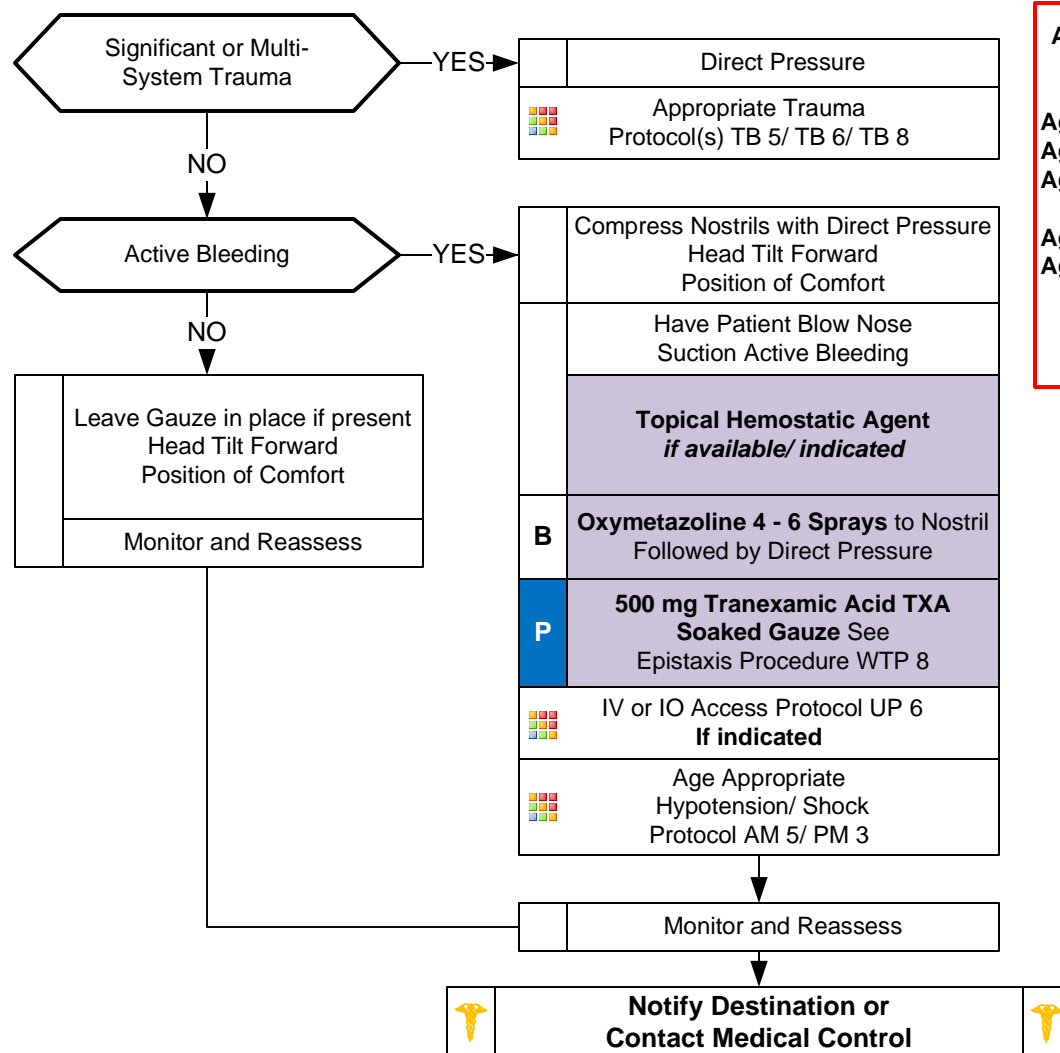 Significant or Multi-
System Trauma
YES
Direct Pressure
Appropriate Trauma
Protocol(s) TB 5/ TB 6/ TB 8
NO
Active Bleeding
YES
Compress Nostrils with Direct Pressure
Head Tilt Forward
Position of Comfort
Have Patient Blow Nose
Suction Active Bleeding
Topical Hemostatic Agent
if available/ indicated
B
Oxymetazoline 4 - 6 Sprays to Nostril
Followed by Direct Pressure
P
500 mg Tranexamic Acid TXA
Soaked Gauze See
Epistaxis Procedure WTP 8
IV or IO Access Protocol UP 6
If indicated
Age Appropriate
Hypotension/ Shock
Protocol AM 5/ PM 3
NO
Leave Gauze in place if present
Head Tilt Forward
Position of Comfort
Monitor and Reassess
Monitor and Reassess
Notify Destination or
Contact Medical Control